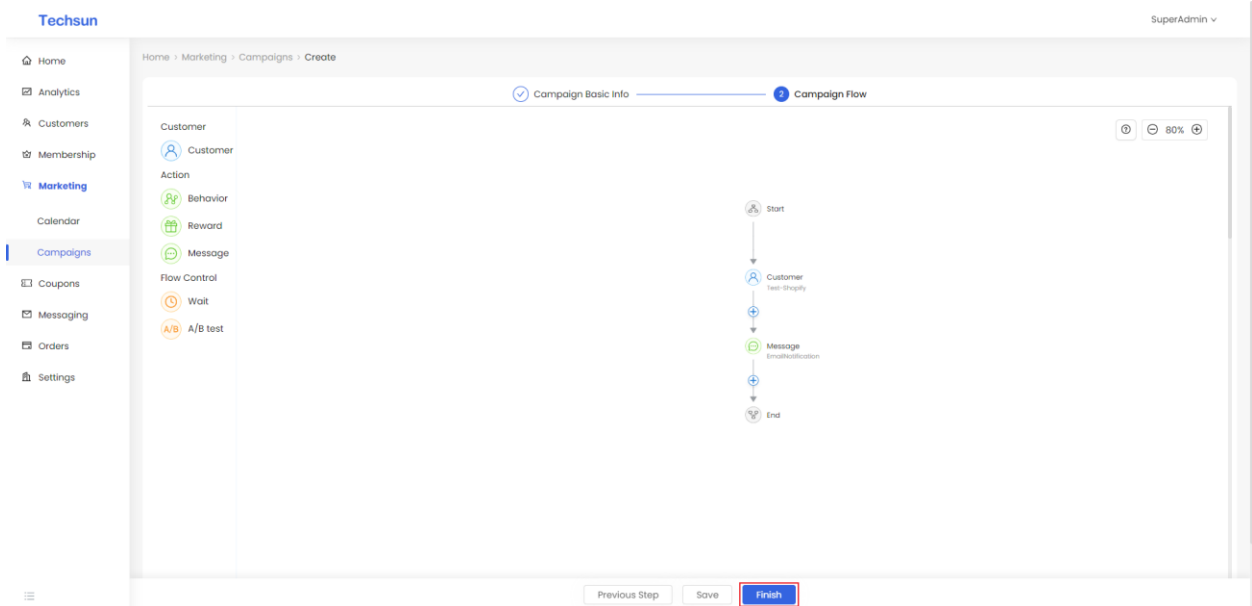 Techsun
SuperAdmin
Home
Analytics
Customers
Membership
Marketing
Calendar
Campaigns
Coupons
Messaging
Orders
Settings
Home > Marketing > Campaigns > Create
Campaign Basic Info
2 Campaign Flow
Customer
Customer
Action
Behavior
Reward
Message
Flow Control
Wait
A/B A/B test
80%
Start
Customer
Test-Shopify
Message
EmailNotification
End
Previous Step Save Finish